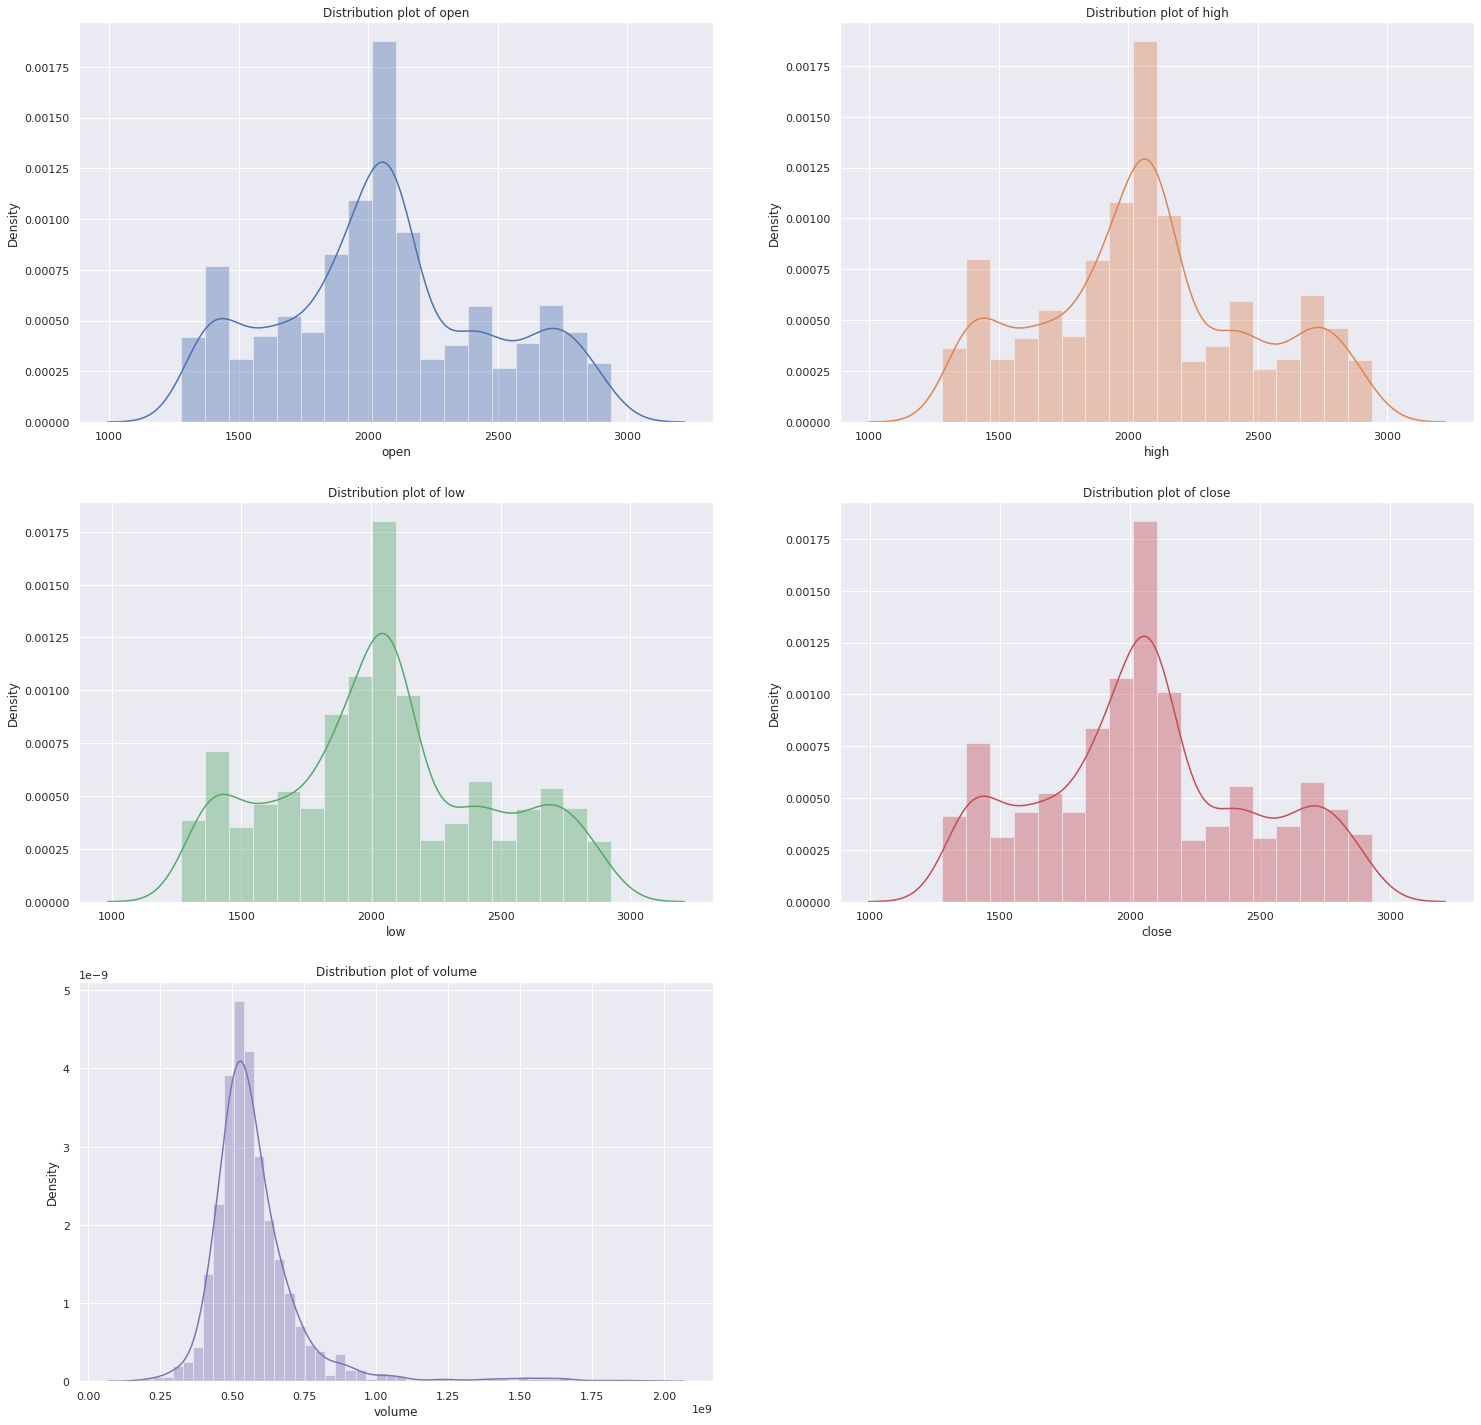 Distribution plot of open
Distribution plot of high
0.00175
0.00150
0.00125
0.00100
0.00075
0.00050
0.00025
0.00000
Density
1000 1500 2000 2500 3000
open
0.00175
0.00150
0.00125
0.00100
0.00075
0.00050
0.00025
0.00000
Density
1000 1500 2000 2500 3000
high
Distribution plot of low
Distribution plot of close
0.00175
0.00150
0.00125
0.00100
0.00075
0.00050
0.00025
0.00000
Density
1000 1500 2000 2500 3000
low
0.00175
0.00150
0.00125
0.00100
0.00075
0.00050
0.00025
0.00000
Density
1000 1500 2000 2500 3000
close
Distribution plot of volume
1e−9
5
4
3
2
1
0
Density
0.00 0.25 0.50 0.75 1.00 1.25 1.50 1.75 2.00
1e9
volume